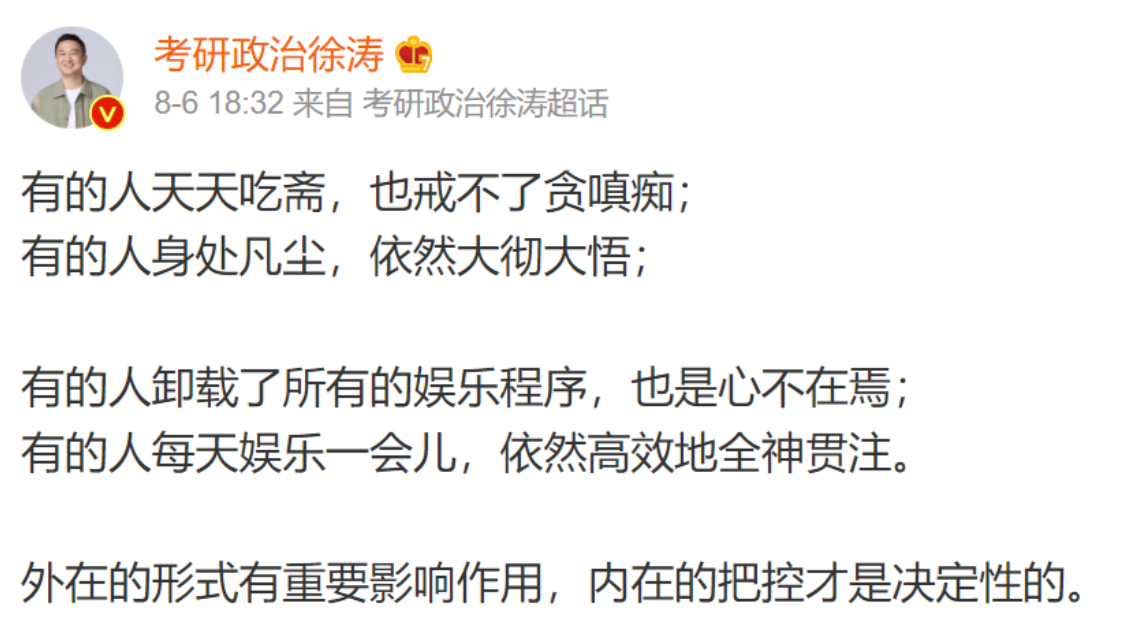 考研政治徐涛
8-6 18:32 来自 考研政治徐涛超话
有的人天天吃斋，也戒不了贪嗔痴；
有的人身处凡尘，依然大彻大悟；
有的人卸载了所有的娱乐程序，也是心不在焉；
有的人每天娱乐一会儿，依然高效地全神贯注。
外在的形式有重要影响作用，内在的把控才是决定性的。